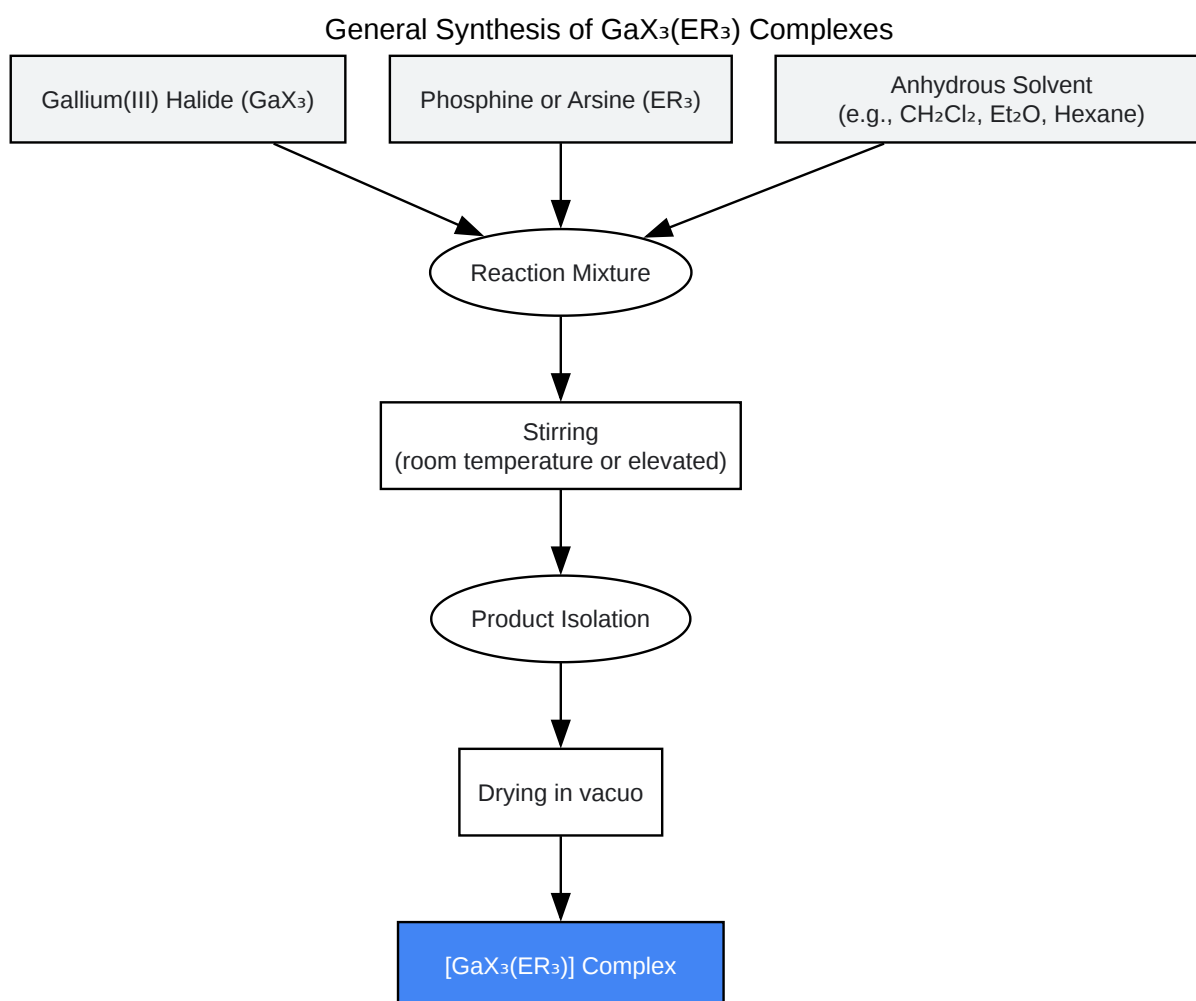 General Synthesis of GaX₃(ER₃) Complexes
Gallium(III) Halide (GaX₃)
Phosphine or Arsine (ER₃)
Anhydrous Solvent
(e.g., CH₂Cl₂, Et₂O, Hexane)
Reaction Mixture
Stirring
(room temperature or elevated)
Product Isolation
Drying in vacuo
[GaX₃(ER₃)] Complex